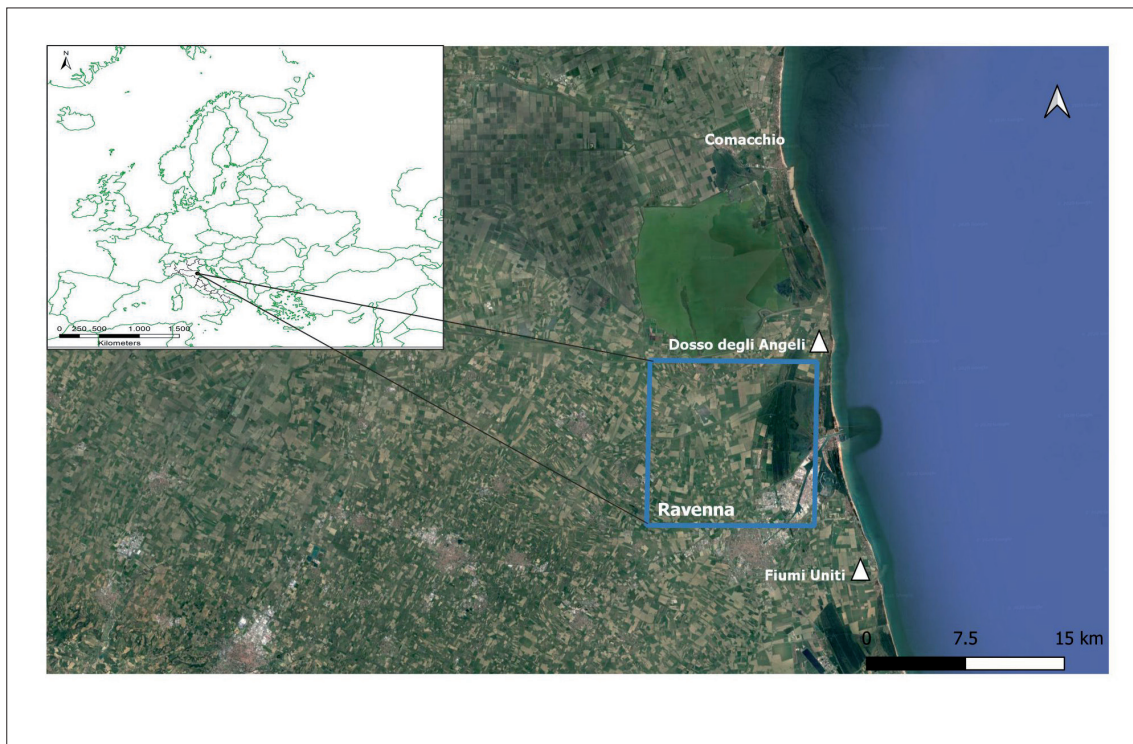 N
0 250 500 1.000 1.500
Kilometers
Comacchio
Dosso degli Angeli
Ravenna
Fiumi Uniti
0 7.5 15 km